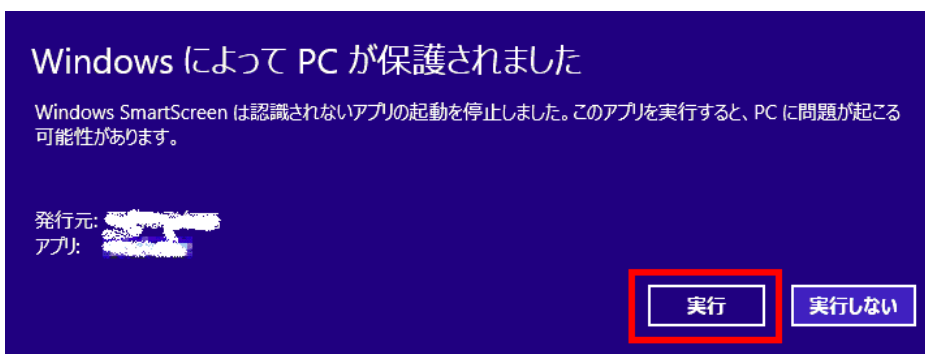 Windows によって PC が保護されました
Windows SmartScreen は認識されないアプリの起動を停止しました。このアプリを実行すると、PC に問題が起こる
可能性があります。
発行元:
アプリ:
実行 実行しない